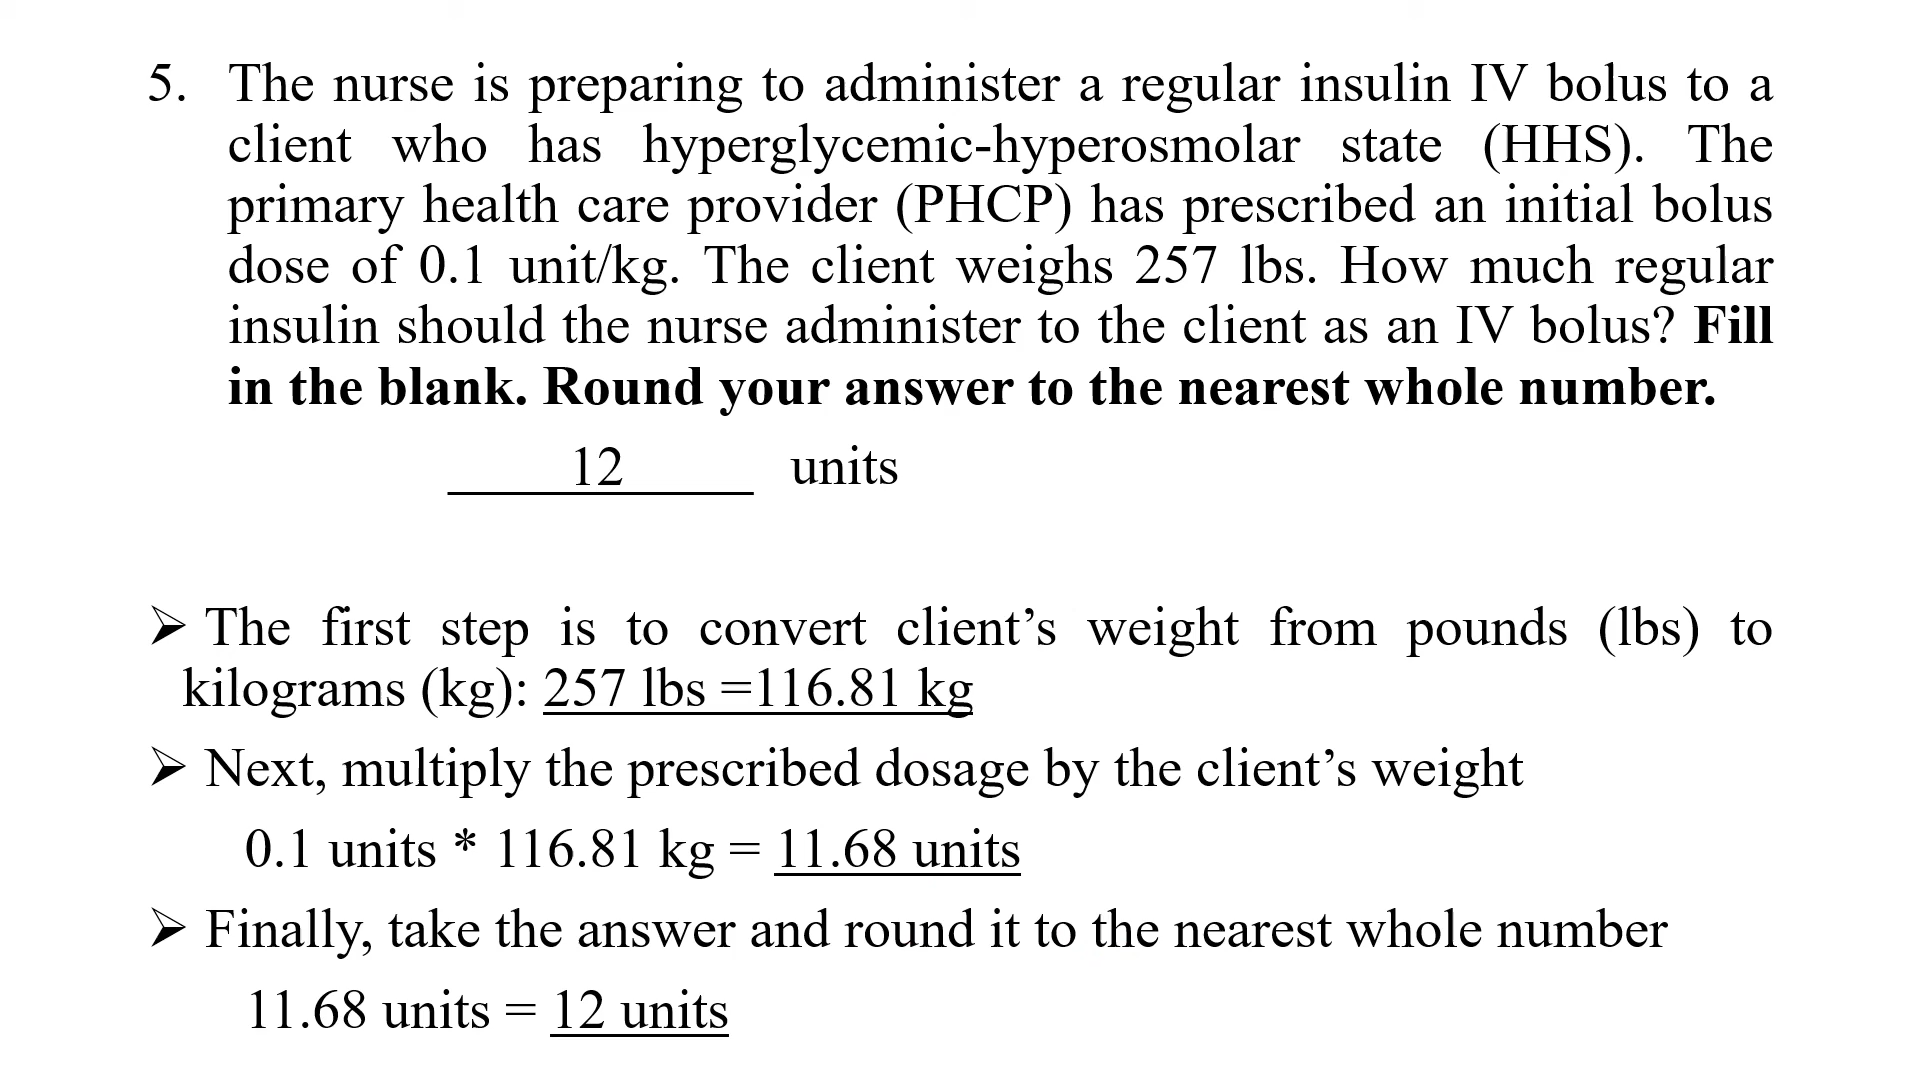 5. The nurse is preparing to administer a regular insulin IV bolus to a
client who has hyperglycemic-hyperosmolar state (HHS). The
primary health care provider (PHCP) has prescribed an initial bolus
dose of 0.1 unit/kg. The client weighs 257 lbs. How much regular
insulin should the nurse administer to the client as an IV bolus? Fill
in the blank. Round your answer to the nearest whole number.
12 units
➢ The first step is to convert client’s weight from pounds (lbs) to
kilograms (kg): 257 lbs =116.81 kg
➢ Next, multiply the prescribed dosage by the client’s weight
0.1 units * 116.81 kg = 11.68 units
➢ Finally, take the answer and round it to the nearest whole number
11.68 units = 12 units